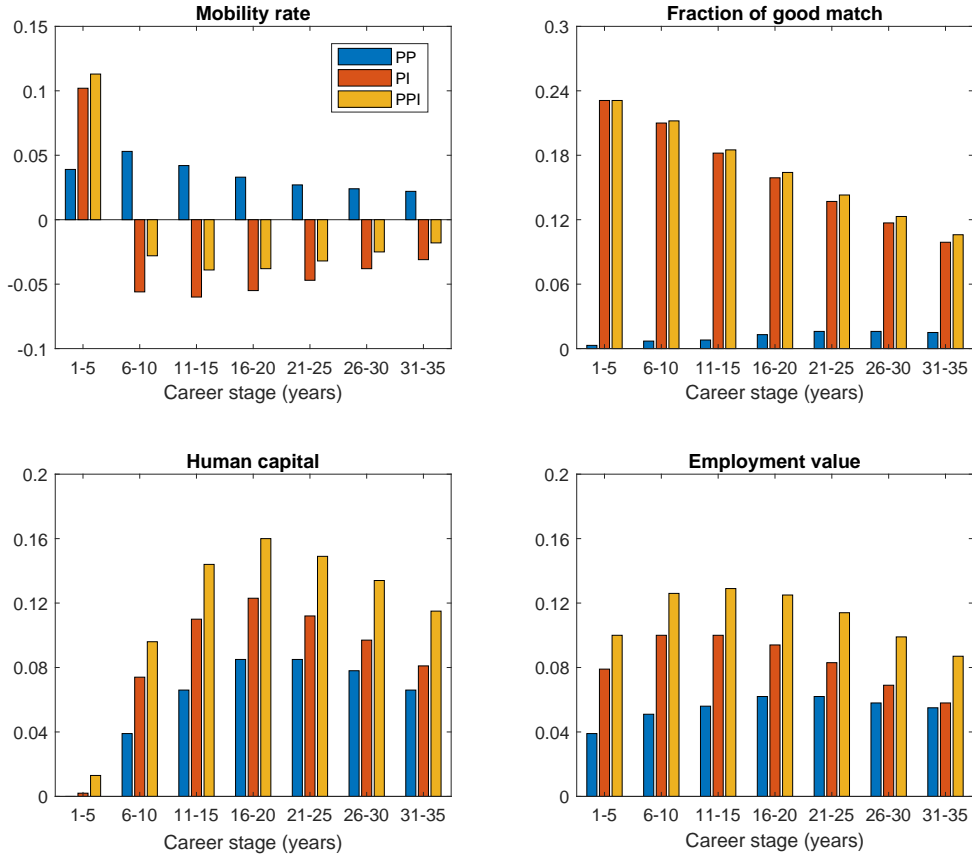 Mobility rate
0.15
0.1
0.05
0
-0.05
-0.1
PP
PI
PPI
1-5 6-10 11-15 16-20 21-25 26-30 31-35
Career stage (years)
Fraction of good match
0.3
0.24
0.18
0.12
0.06
0
1-5 6-10 11-15 16-20 21-25 26-30 31-35
Career stage (years)
Human capital
0.2
0.16
0.12
0.08
0.04
0
1-5 6-10 11-15 16-20 21-25 26-30 31-35
Career stage (years)
Employment value
0.2
0.16
0.12
0.08
0.04
0
1-5 6-10 11-15 16-20 21-25 26-30 31-35
Career stage (years)